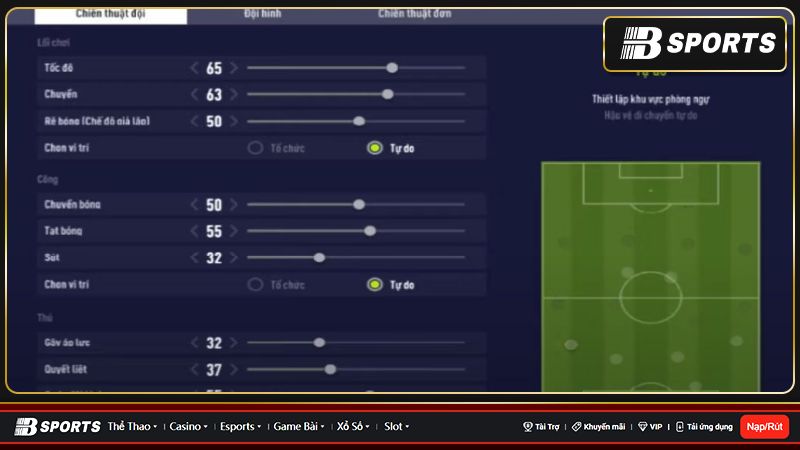 Chiến thuật đội Đội hình Chiến thuật đơn
B SPORTS
Lối chơi
Tốc độ 65
Chuyền 63
Rê bóng (Chế độ giả lập) 50
Chọn vị trí Tổ chức Tự do
Tự do
Thiết lập khu vực phòng ngự
Hậu vệ di chuyển tự do
Công
Chuyền bóng 50
Tạt bóng 55
Sút 32
Chọn vị trí Tổ chức Tự do
Thủ
Gây áp lực 32
Quyết liệt 37
B SPORTS Thể Thao Casino Esports Game Bài Xổ Số Slot Tài Trợ Khuyến mãi VIP Tải ứng dụng Nạp/Rút